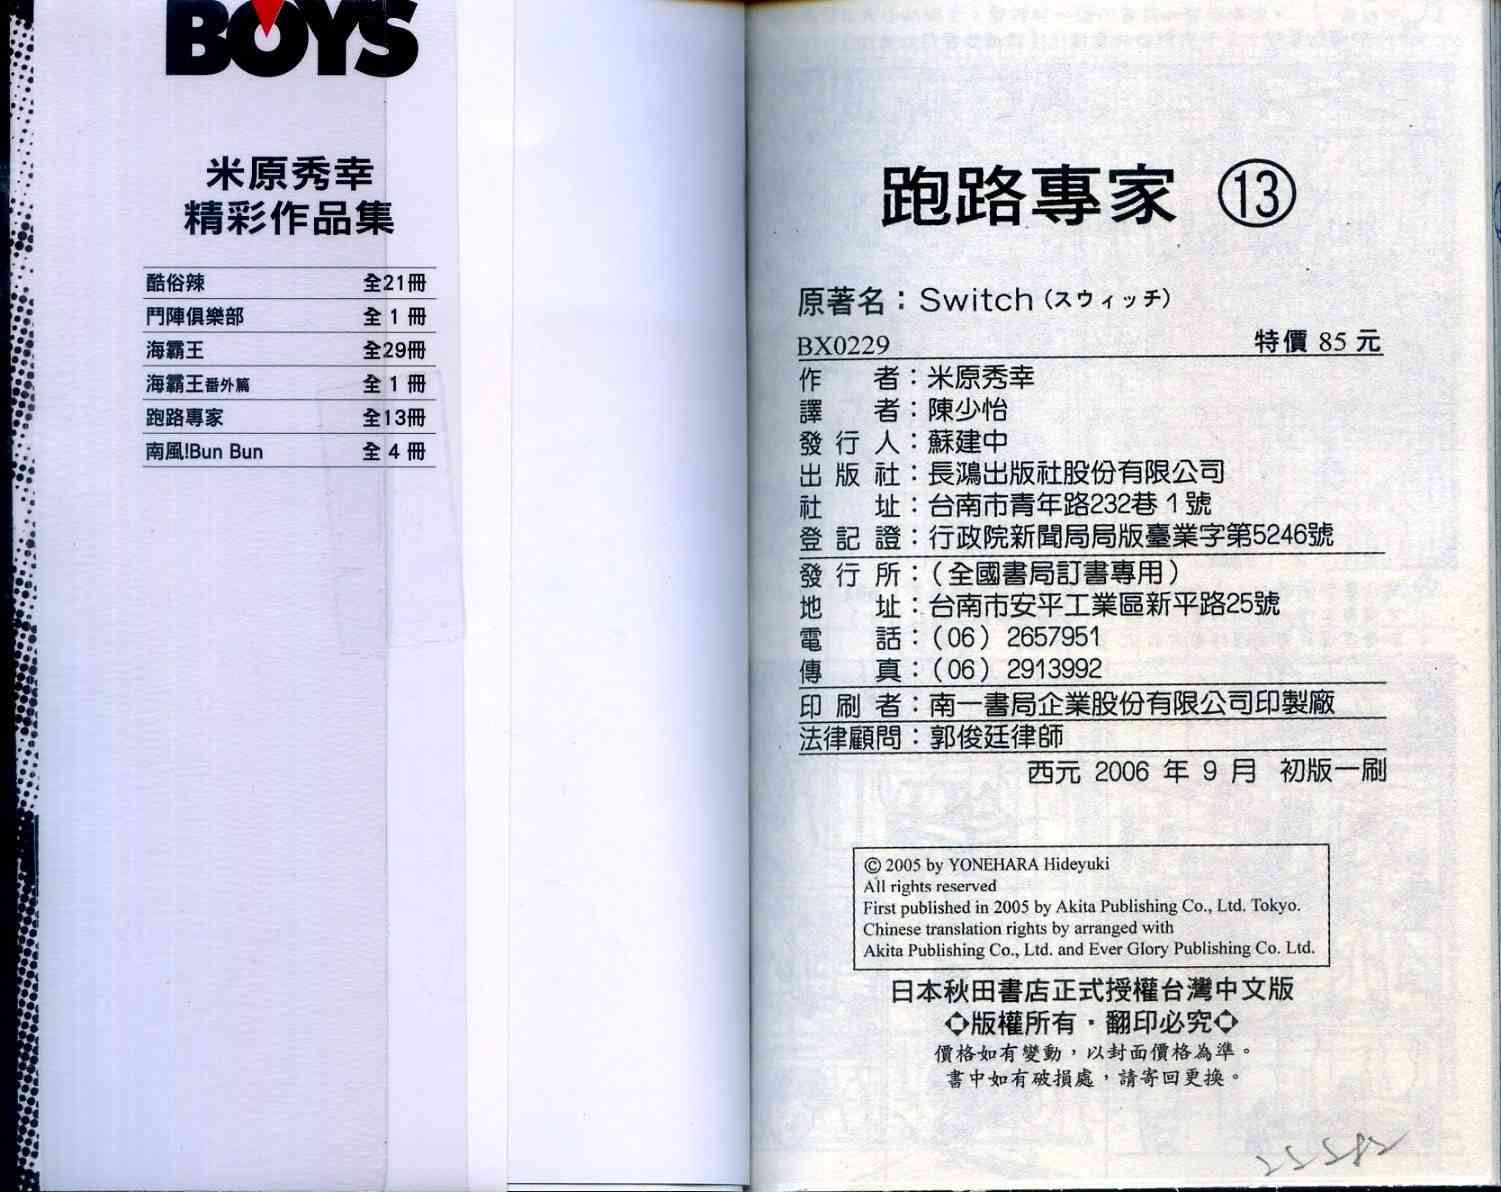 BOYS
米原秀幸
精彩作品集
酷俗辣 全21冊
鬥陣俱樂部 全1冊
海霸王 全29冊
海霸王番外篇 全1冊
跑路專家 全13冊
南風!Bun Bun 全4冊
跑路專家 ⑬
原著名：Switch（スウィッチ）
BX0229 特價 85 元
作者：米原秀幸
譯者：陳少怡
發行人：蘇建中
出版社：長鴻出版社股份有限公司
社址：台南市青年路232巷1號
登記證：行政院新聞局局版臺業字第5246號
發行所：（全國書局訂書專用）
地址：台南市安平工業區新平路25號
電話：（06）2657951
傳真：（06）2913992
印刷者：南一書局企業股份有限公司印製廠
法律顧問：郭俊廷律師
西元 2006 年 9 月 初版一刷
© 2005 by YONEHARA Hideyuki
All rights reserved
First published in 2005 by Akita Publishing Co., Ltd. Tokyo.
Chinese translation rights by arranged with
Akita Publishing Co., Ltd. and Ever Glory Publishing Co. Ltd.
日本秋田書店正式授權台灣中文版
◇版權所有・翻印必究◇
價格如有變動，以封面價格為準。
書中如有破損處，請寄回更換。